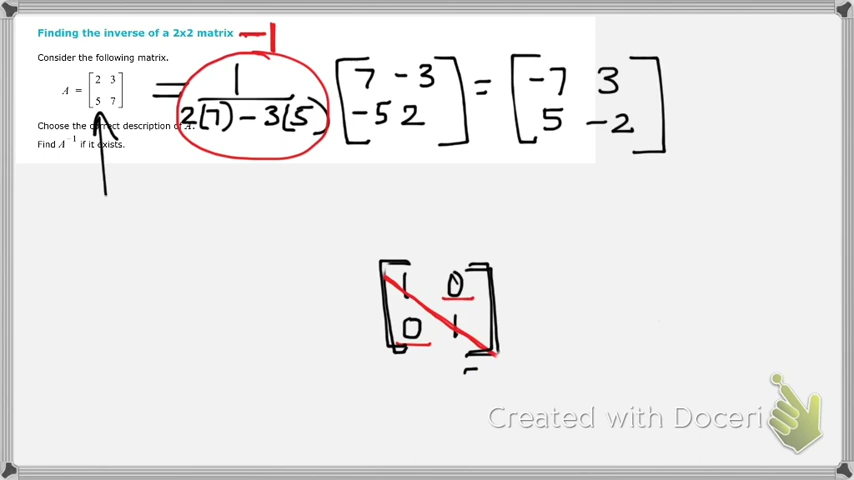 Finding the inverse of a 2x2 matrix -1
Consider the following matrix.
A = [2 3
5 7]
= 1 / 2(7) - 3(5) [7 -3
-5 2] = [-7 3
5 -2]
Choose the correct description of A.
Find A⁻¹ if it exists.
[1 0
0 1]
=
Created with Doceri